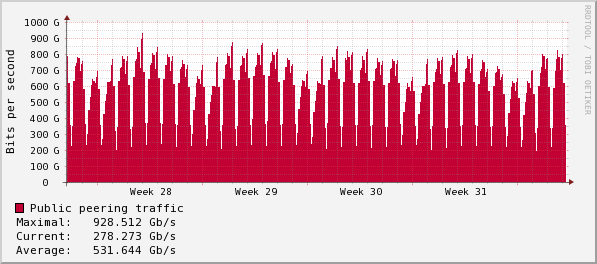 1000 G
900 G
800 G
700 G
600 G
500 G
400 G
300 G
200 G
100 G
0
Bits per second
Week 28 Week 29 Week 30 Week 31
RRDTOOL / TOBI OETIKER
Public peering traffic
Maximal: 928.512 Gb/s
Current: 278.273 Gb/s
Average: 531.644 Gb/s